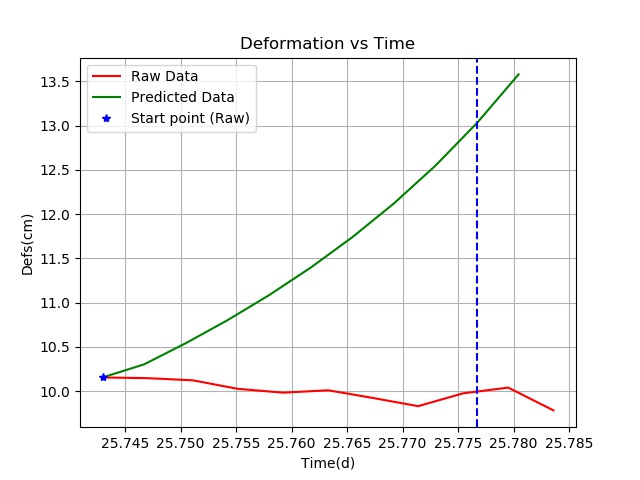 Deformation vs Time
Raw Data
Predicted Data
Start point (Raw)
13.5
13.0
12.5
12.0
11.5
11.0
10.5
10.0
Defs(cm)
25.745 25.750 25.755 25.760 25.765 25.770 25.775 25.780 25.785
Time(d)